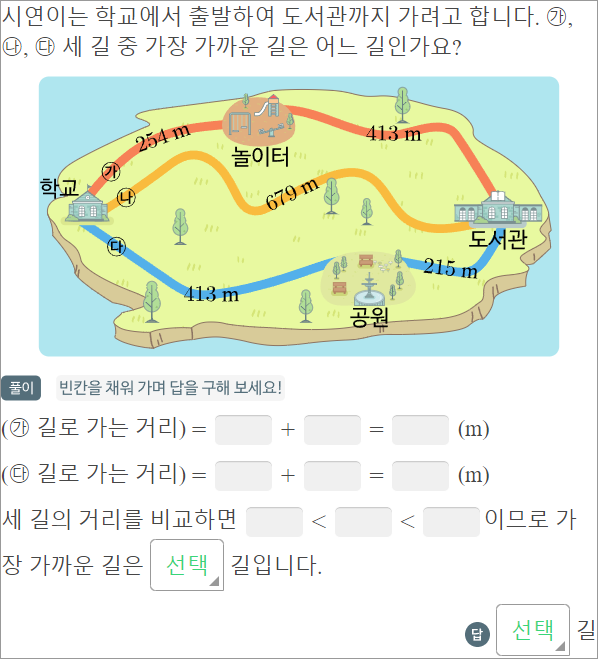 시연이는 학교에서 출발하여 도서관까지 가려고 합니다. ㉮,
㉯, ㉰ 세 길 중 가장 가까운 길은 어느 길인가요?
254 m
413 m
놀이터
㉮
학교
㉯
679 m
도서관
㉰
215 m
413 m
공원
풀이 빈칸을 채워 가며 답을 구해 보세요!
(㉮ 길로 가는 거리) = + = (m)
(㉰ 길로 가는 거리) = + = (m)
세 길의 거리를 비교하면 < < 이므로 가
장 가까운 길은 선택 길입니다.
답 선택 길